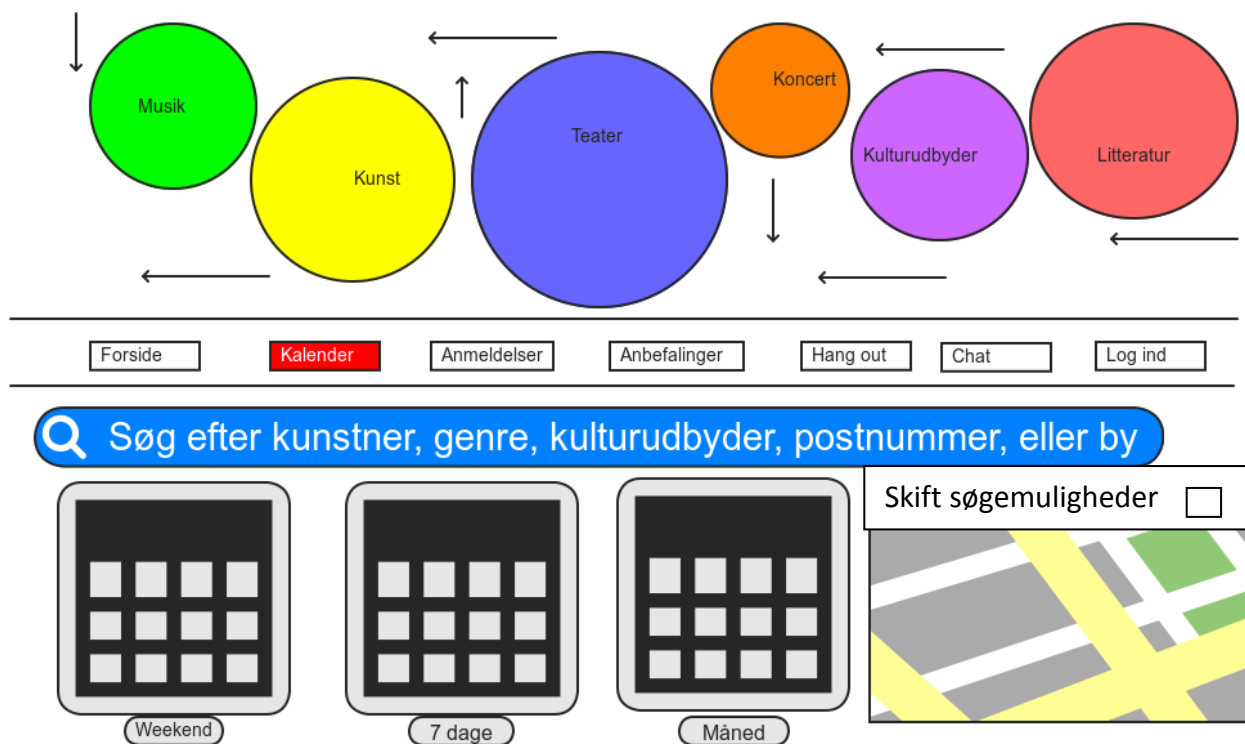 Musik
Kunst
Teater
Koncert
Kulturudbyder
Litteratur
Forside
Kalender
Anmeldelser
Anbefalinger
Hang out
Chat
Log ind
Søg efter kunstner, genre, kulturudbyder, postnummer, eller by
Skift søgemuligheder
Weekend
7 dage
Måned